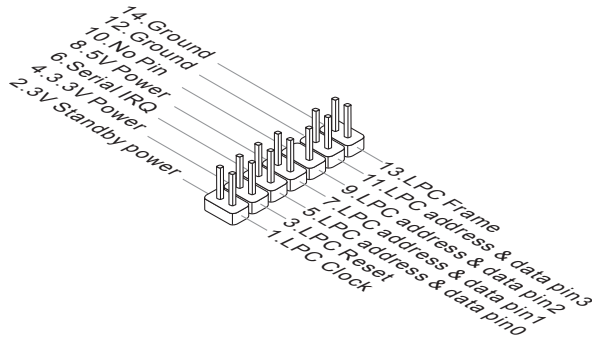 14.Ground
12.Ground
10.No Pin
8.5V Power
6.Serial IRQ
4.3.3V Power
2.3V Standby power
13.LPC Frame
11.LPC address & data pin3
9.LPC address & data pin2
7.LPC address & data pin1
5.LPC address & data pin0
3.LPC Reset
1.LPC Clock